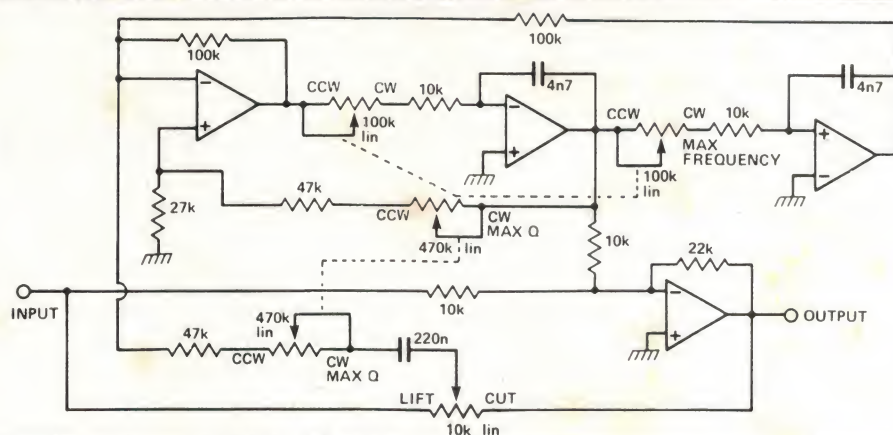 100k
100k
CCW
CW
10k
4n7
CCW
CW
10k
4n7
−
+
100k
lin
−
+
MAX
FREQUENCY
100k
lin
+
−
27k
47k
CCW
CW
MAX Q
470k lin
10k
22k
INPUT
10k
−
+
OUTPUT
470k
lin
47k
CCW
CW
MAX Q
220n
LIFT
CUT
10k lin